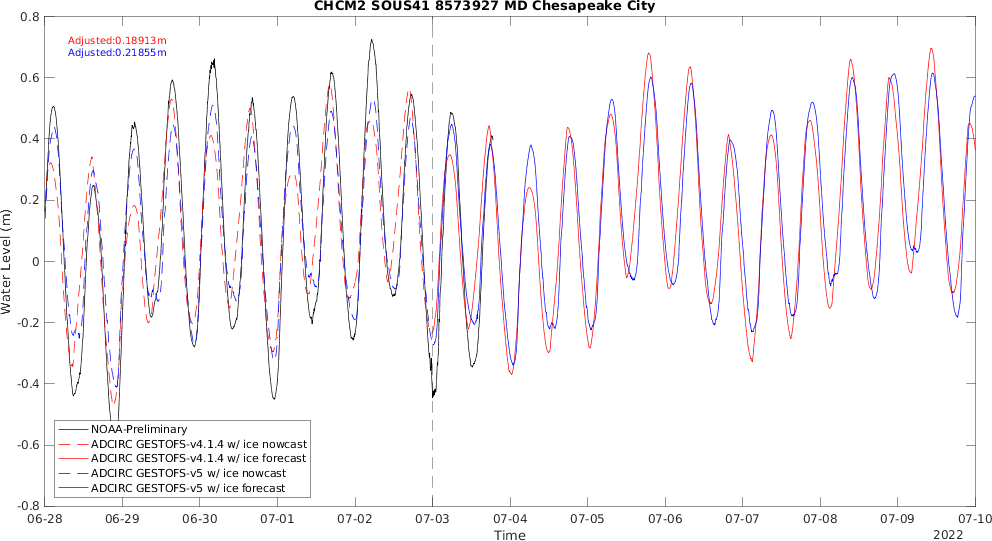 CHCM2 SOUS41 8573927 MD Chesapeake City
Adjusted:0.18913m
Adjusted:0.21855m
Water Level (m)
0.8
0.6
0.4
0.2
0
-0.2
-0.4
-0.6
-0.8
NOAA-Preliminary
ADCIRC GESTOFS-v4.1.4 w/ ice nowcast
ADCIRC GESTOFS-v4.1.4 w/ ice forecast
ADCIRC GESTOFS-v5 w/ ice nowcast
ADCIRC GESTOFS-v5 w/ ice forecast
06-28 06-29 06-30 07-01 07-02 07-03 07-04 07-05 07-06 07-07 07-08 07-09 07-10
Time
2022